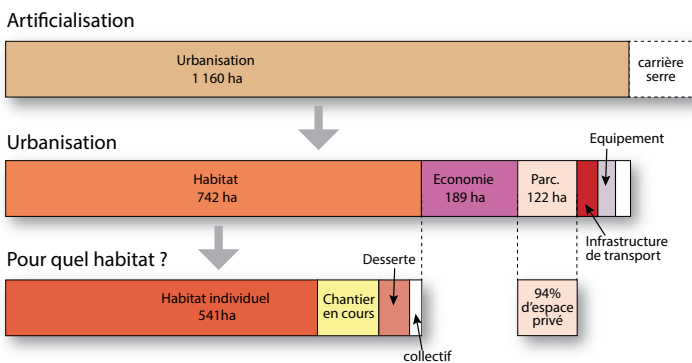 Artificialisation
Urbanisation
1 160 ha
carrière
serre
Urbanisation
Equipement
Habitat
742 ha
Economie
189 ha
Parc.
122 ha
Infrastructure
de transport
Pour quel habitat ?
Desserte
Habitat individuel
541ha
Chantier
en cours
94%
d'espace
privé
collectif